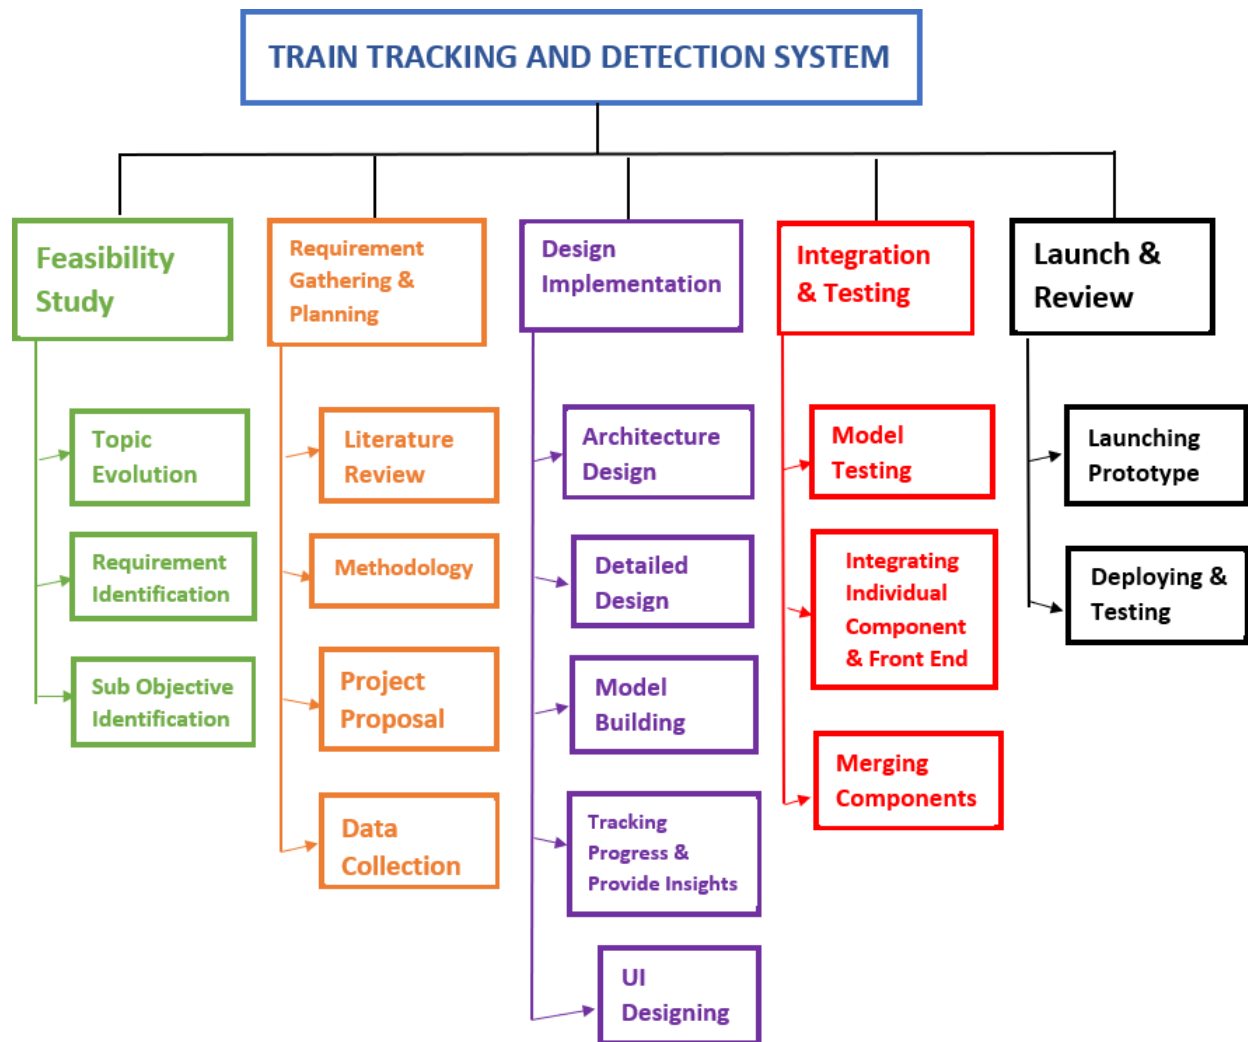 TRAIN TRACKING AND DETECTION SYSTEM
Feasibility
Study
Topic
Evolution
Requirement
Identification
Sub Objective
Identification
Requirement
Gathering &
Planning
Literature
Review
Methodology
Project
Proposal
Data
Collection
Design
Implementation
Architecture
Design
Detailed
Design
Model
Building
Tracking
Progress &
Provide Insights
UI
Designing
Integration
& Testing
Model
Testing
Integrating
Individual
Component
& Front End
Merging
Components
Launch &
Review
Launching
Prototype
Deploying &
Testing